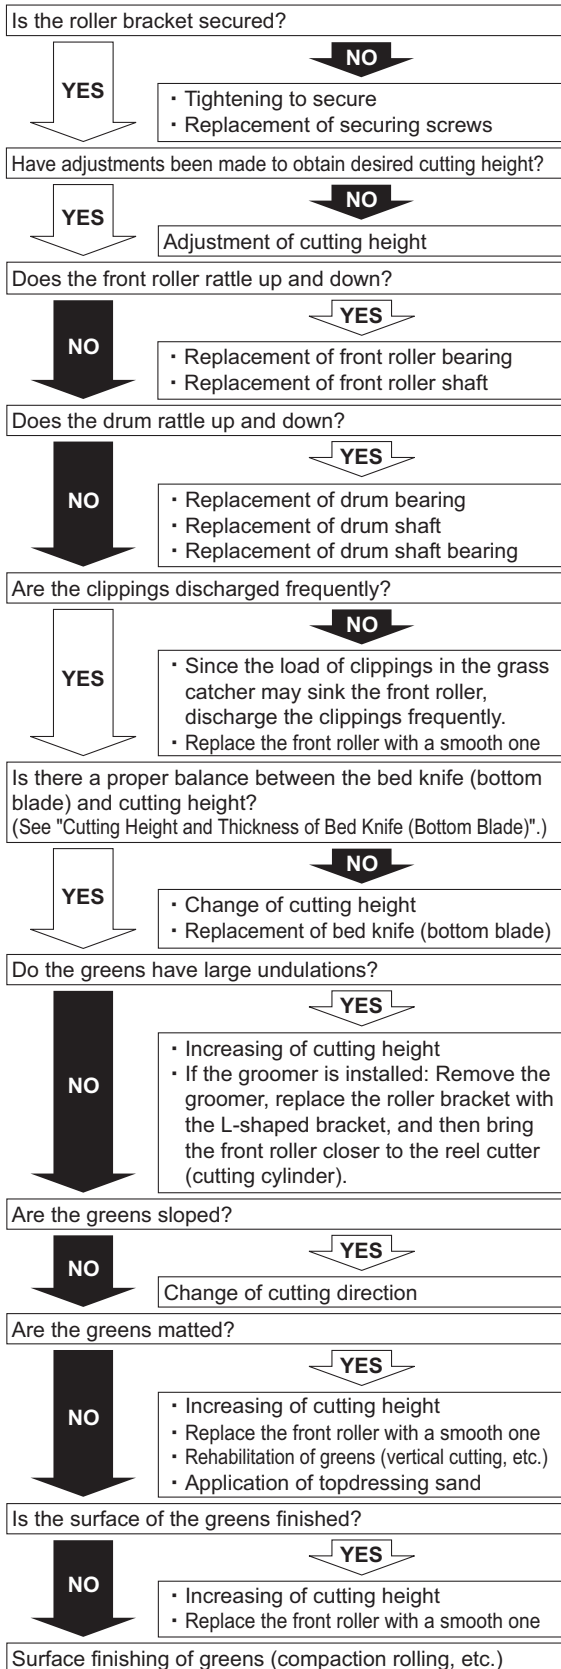 Is the roller bracket secured?
YES
NO
・Tightening to secure
・Replacement of securing screws
Have adjustments been made to obtain desired cutting height?
YES
NO
Adjustment of cutting height
Does the front roller rattle up and down?
NO
YES
・Replacement of front roller bearing
・Replacement of front roller shaft
Does the drum rattle up and down?
NO
YES
・Replacement of drum bearing
・Replacement of drum shaft
・Replacement of drum shaft bearing
Are the clippings discharged frequently?
YES
NO
・Since the load of clippings in the grass
catcher may sink the front roller,
discharge the clippings frequently.
・Replace the front roller with a smooth one
Is there a proper balance between the bed knife (bottom
blade) and cutting height?
(See "Cutting Height and Thickness of Bed Knife (Bottom Blade)".)
YES
NO
・Change of cutting height
・Replacement of bed knife (bottom blade)
Do the greens have large undulations?
NO
YES
・Increasing of cutting height
・If the groomer is installed: Remove the
groomer, replace the roller bracket with
the L-shaped bracket, and then bring
the front roller closer to the reel cutter
(cutting cylinder).
Are the greens sloped?
NO
YES
Change of cutting direction
Are the greens matted?
NO
YES
・Increasing of cutting height
・Replace the front roller with a smooth one
・Rehabilitation of greens (vertical cutting, etc.)
・Application of topdressing sand
Is the surface of the greens finished?
NO
YES
・Increasing of cutting height
・Replace the front roller with a smooth one
Surface finishing of greens (compaction rolling, etc.)